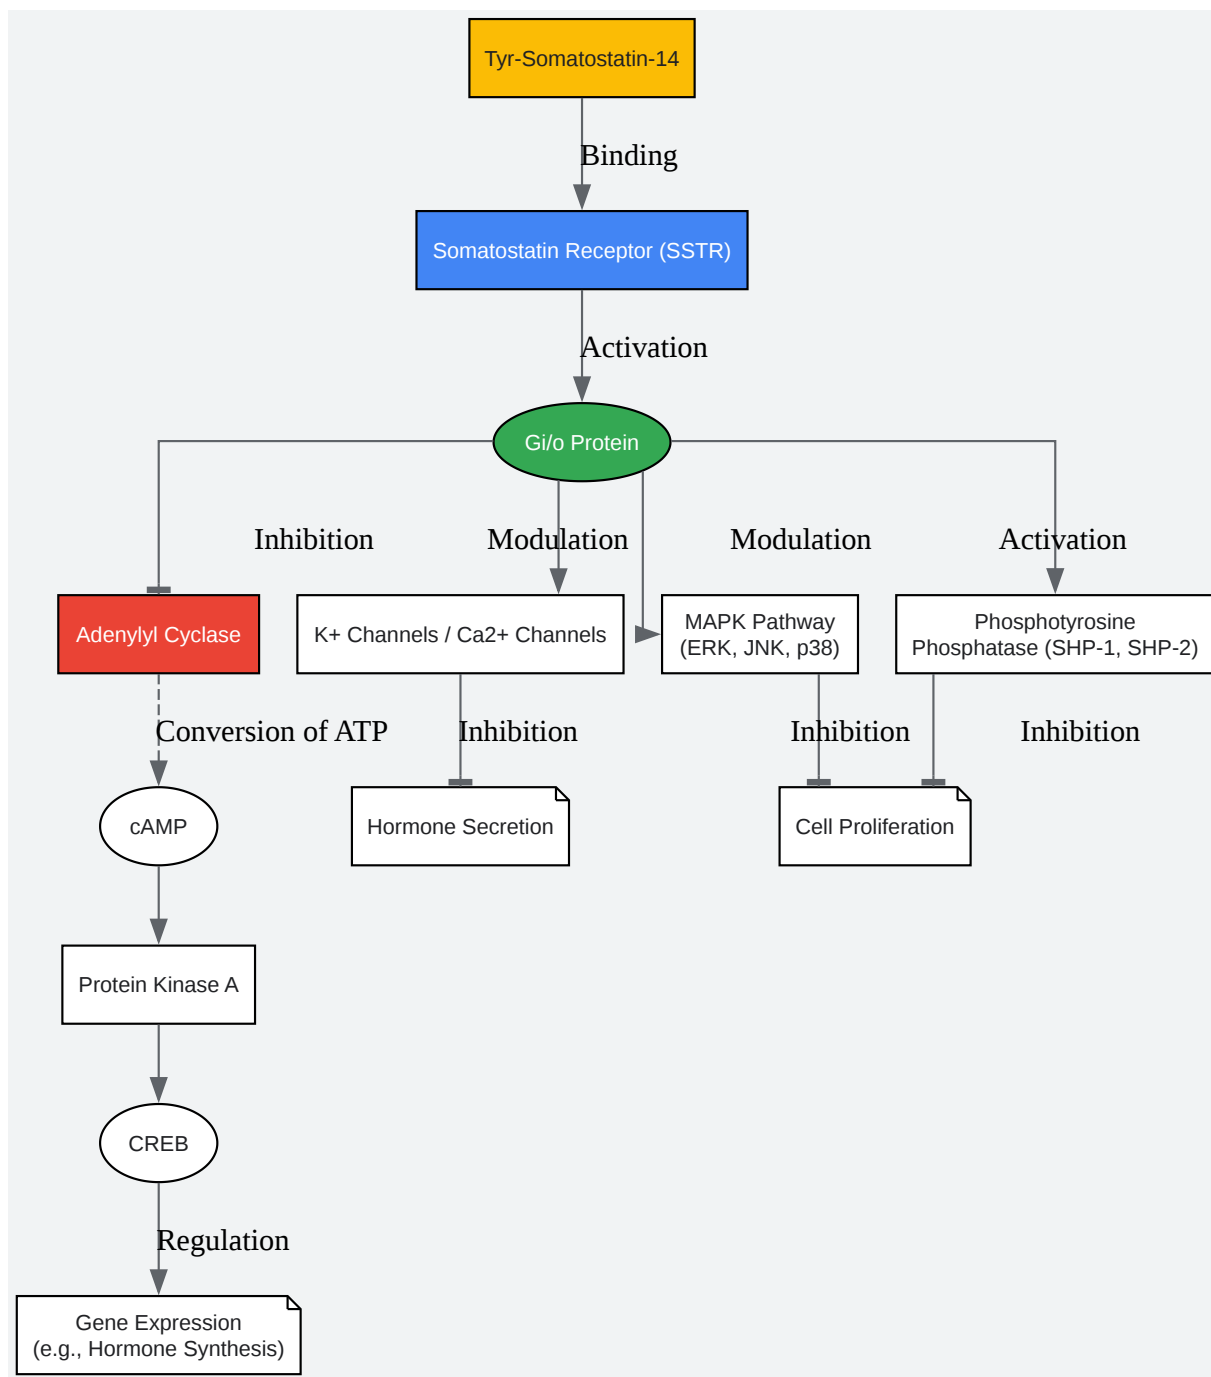 Tyr-Somatostatin-14
Binding
Somatostatin Receptor (SSTR)
Activation
Gi/o Protein
Inhibition
Modulation
Modulation
Activation
Adenylyl Cyclase
K+ Channels / Ca2+ Channels
MAPK Pathway
(ERK, JNK, p38)
Phosphotyrosine
Phosphatase (SHP-1, SHP-2)
Conversion of ATP
Inhibition
Inhibition
Inhibition
cAMP
Hormone Secretion
Cell Proliferation
Protein Kinase A
CREB
Regulation
Gene Expression
(e.g., Hormone Synthesis)